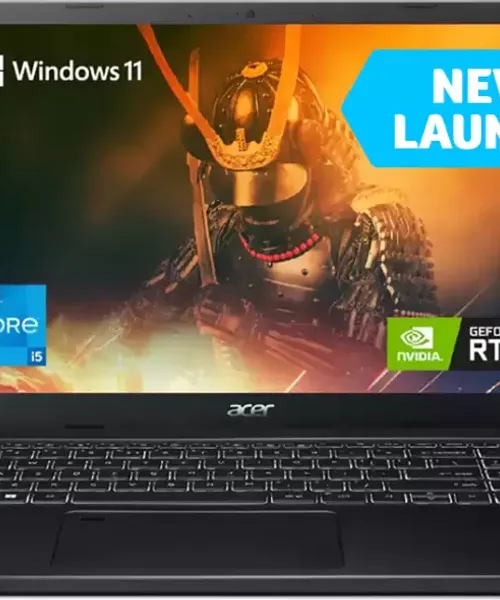 Windows 11
NEW
LAUN
ORE
i5
NVIDIA.
GEFO
RT
acer